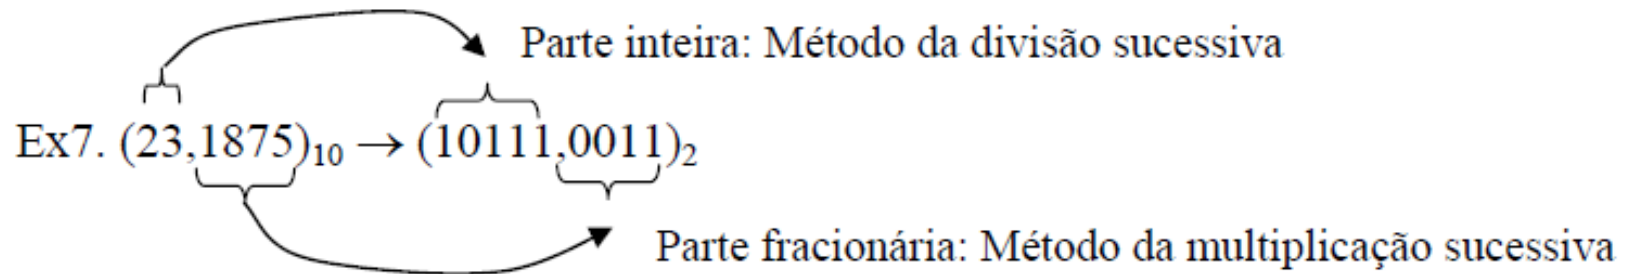 Parte inteira: Método da divisão sucessiva
Ex7. (23,1875)₁₀ → (10111,0011)₂
Parte fracionária: Método da multiplicação sucessiva